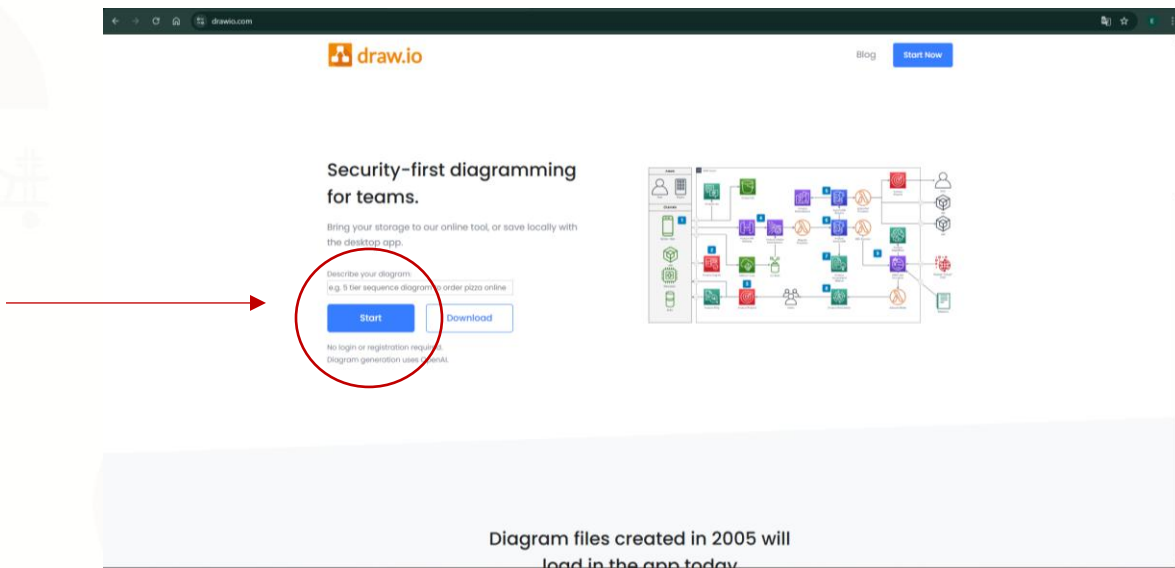 drawio.com
draw.io
Blog
Start Now
Security-first diagramming
for teams.
Bring your storage to our online tool, or save locally with
the desktop app.
Describe your diagram:
e.g. 5 tier sequence diagram to order pizza online
Start
Download
No login or registration required.
Diagram generation uses OpenAI.
Diagram files created in 2005 will
load in the app today